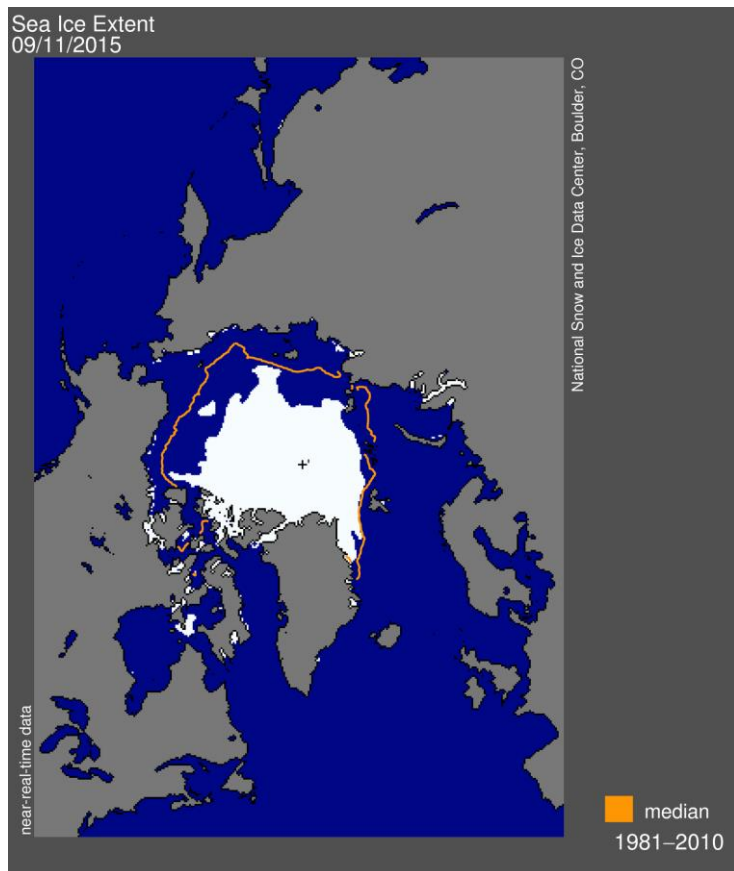 Sea Ice Extent
09/11/2015
National Snow and Ice Data Center, Boulder, CO
near-real-time data
median
1981–2010